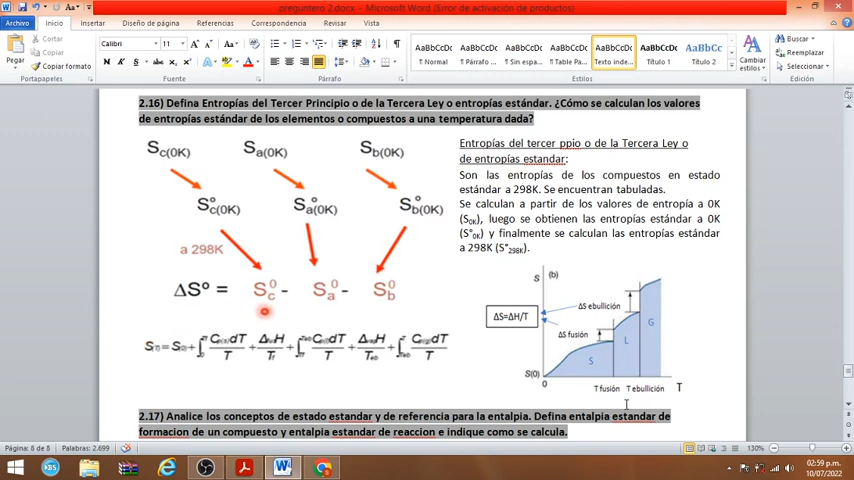 preguntero 2.docx - Microsoft Word (Error de activación de productos)
Archivo Inicio Insertar Diseño de página Referencias Correspondencia Revisar Vista
Cortar
Copiar
Copiar formato
Pegar
Portapapeles
Calibri 11
N K S
Fuente
Párrafo
AaBbCcDc AaBbCcDc AaBbCcDc AaBbCcDc AaBbCcDc AaBbCc AaBbCc
¶ Normal ¶ Párrafo ... ¶ Sin espa... ¶ Table Pa... Texto inde... Título 1 Título 2
Estilos
Cambiar estilos
Buscar
Reemplazar
Seleccionar
Edición
2.16) Defina Entropías del Tercer Principio o de la Tercera Ley o entropías estándar. ¿Cómo se calculan los valores
de entropías estándar de los elementos o compuestos a una temperatura dada?
Sc(0K) Sa(0K) Sb(0K)
S°c(0K) S°a(0K) S°b(0K)
a 298K
ΔSº = S⁰c - S⁰a - S⁰b
Entropías del tercer ppio o de la Tercera Ley o
de entropías estandar:
Son las entropías de los compuestos en estado
estándar a 298K. Se encuentran tabuladas.
Se calculan a partir de los valores de entropía a 0K
(S0K), luego se obtienen las entropías estándar a 0K
(S°0K) y finalmente se calculan las entropías estándar
a 298K (S°298K).
S (b)
ΔS ebullición
ΔS=ΔH/T
ΔS fusión
S L G
S(0)
0 T fusión T ebullición T
2.17) Analice los conceptos de estado estandar y de referencia para la entalpia. Defina entalpia estandar de
formacion de un compuesto y entalpia estandar de reaccion e indique como se calcula.
Página: 8 de 8 Palabras: 2.699 130%
02:59 p.m.
10/07/2022